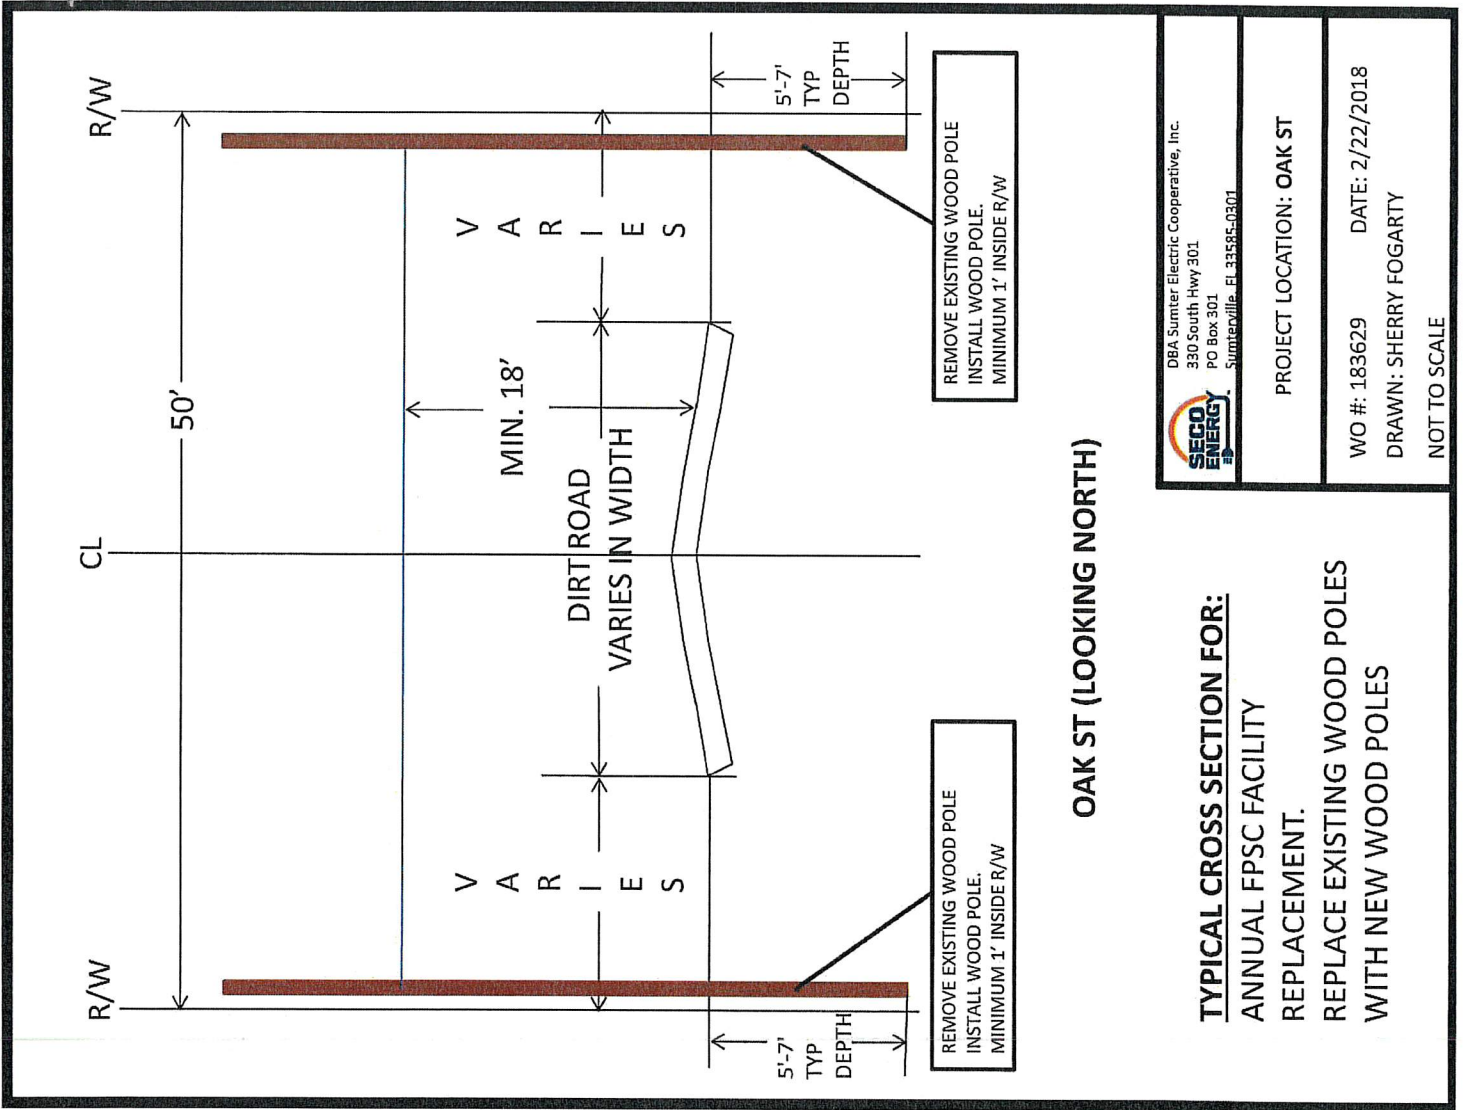 R/W
CL
R/W
50'
V
A
R
I
E
S
MIN. 18'
DIRT ROAD
VARIES IN WIDTH
V
A
R
I
E
S
5'-7'
TYP
DEPTH
5'-7'
TYP
DEPTH
REMOVE EXISTING WOOD POLE
INSTALL WOOD POLE.
MINIMUM 1' INSIDE R/W
REMOVE EXISTING WOOD POLE
INSTALL WOOD POLE.
MINIMUM 1' INSIDE R/W
OAK ST (LOOKING NORTH)
TYPICAL CROSS SECTION FOR:
ANNUAL FPSC FACILITY
REPLACEMENT.
REPLACE EXISTING WOOD POLES
WITH NEW WOOD POLES
SECO
ENERGY
DBA Sumter Electric Cooperative, Inc.
330 South Hwy 301
PO Box 301
Sumterville, FL 33585-0301
PROJECT LOCATION: OAK ST
WO #: 183629 DATE: 2/22/2018
DRAWN: SHERRY FOGARTY
NOT TO SCALE